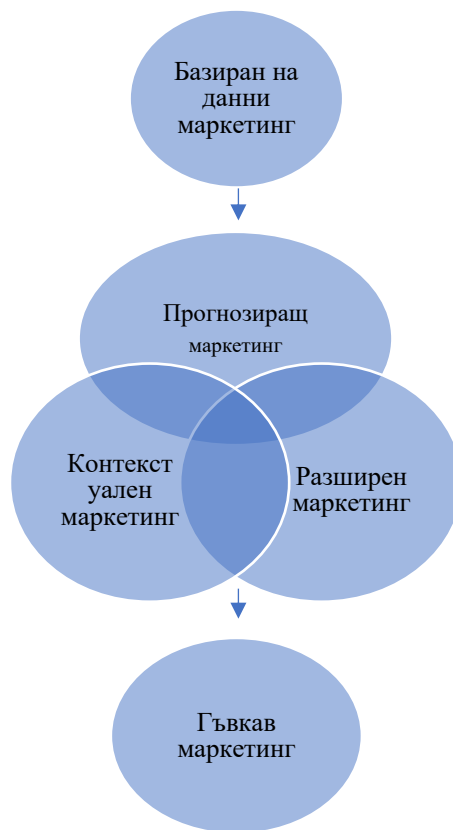 Базиран на
данни
маркетинг
Прогнозиращ
маркетинг
Контекст
уален
маркетинг
Разширен
маркетинг
Гъвкав
маркетинг